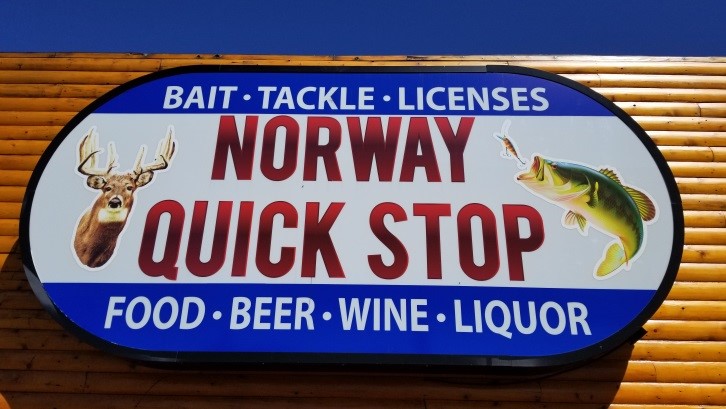 BAIT · TACKLE · LICENSES
NORWAY
QUICK STOP
FOOD · BEER · WINE · LIQUOR